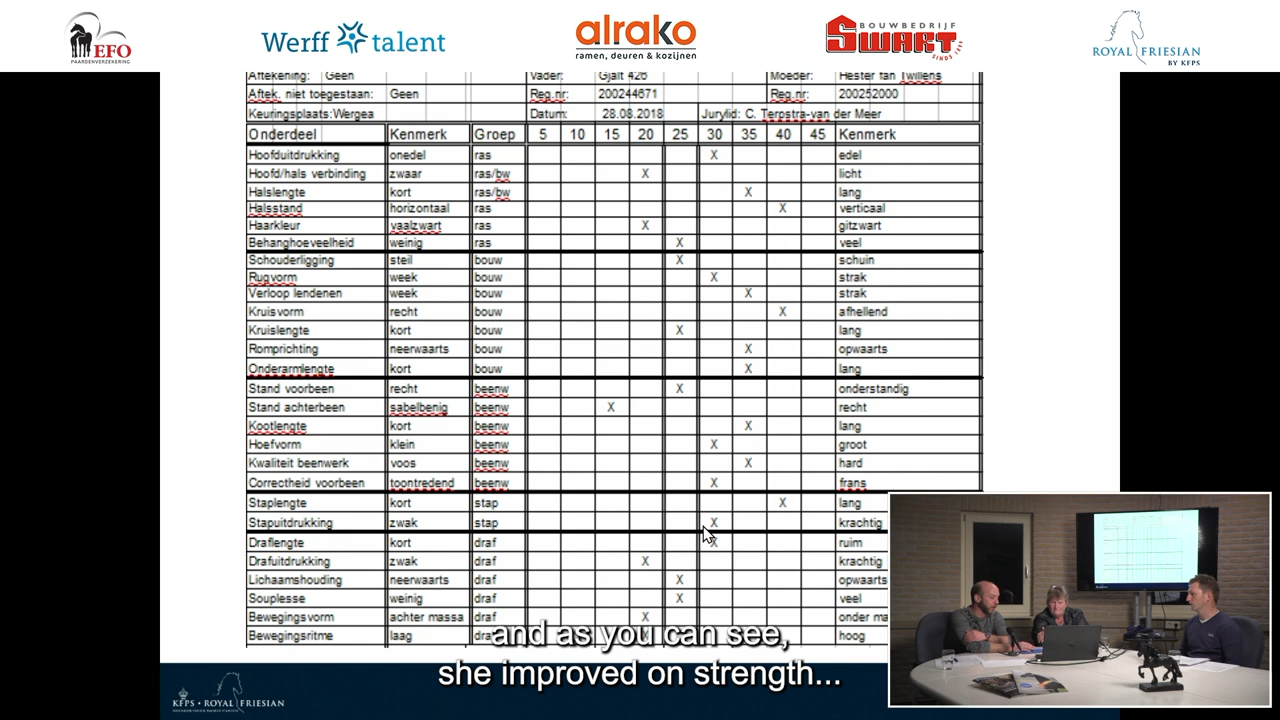 EFO
PAARDENVERZEKERING
Werff talent
alrako
ramen, deuren & kozijnen
BOUWBEDRIJF
SWART
SINDS 1895
ROYAL FRIESIAN
BY KFPS
Aftekening: Geen Vader: Gjalt 426 Moeder: Hester fan Twillens
Aftek. niet toegestaan: Geen Reg.nr: 200244671 Reg.nr: 200252000
Keuringsplaats:Wergea Datum: 28.08.2018 Jurylid: C. Terpstra-van der Meer
Onderdeel Kenmerk Groep 5 10 15 20 25 30 35 40 45 Kenmerk
Hoofduitdrukking onedel ras X edel
Hoofd/hals verbinding zwaar ras/bw X licht
Halslengte kort ras/bw X lang
Halsstand horizontaal ras X verticaal
Haarkleur vaalzwart ras X gitzwart
Behanghoeveelheid weinig ras X veel
Schouderligging steil bouw X schuin
Rugvorm week bouw X strak
Verloop lendenen week bouw X strak
Kruisvorm recht bouw X afhellend
Kruislengte kort bouw X lang
Romprichting neerwaarts bouw X opwaarts
Onderarmlengte kort bouw X lang
Stand voorbeen recht beenw X onderstandig
Stand achterbeen sabelbenig beenw X recht
Kootlengte kort beenw X lang
Hoefvorm klein beenw X groot
Kwaliteit beenwerk voos beenw X hard
Correctheid voorbeen toontredend beenw X frans
Staplengte kort stap X lang
Stapuitdrukking zwak stap X krachtig
Draflengte kort draf X ruim
Drafuitdrukking zwak draf X krachtig
Lichaamshouding neerwaarts draf X opwaarts
Souplesse weinig draf X veel
Bewegingsvorm achter massa draf X onder ma
Bewegingsritme laag draf hoog
and as you can see,
she improved on strength...
KFPS • ROYAL FRIESIAN